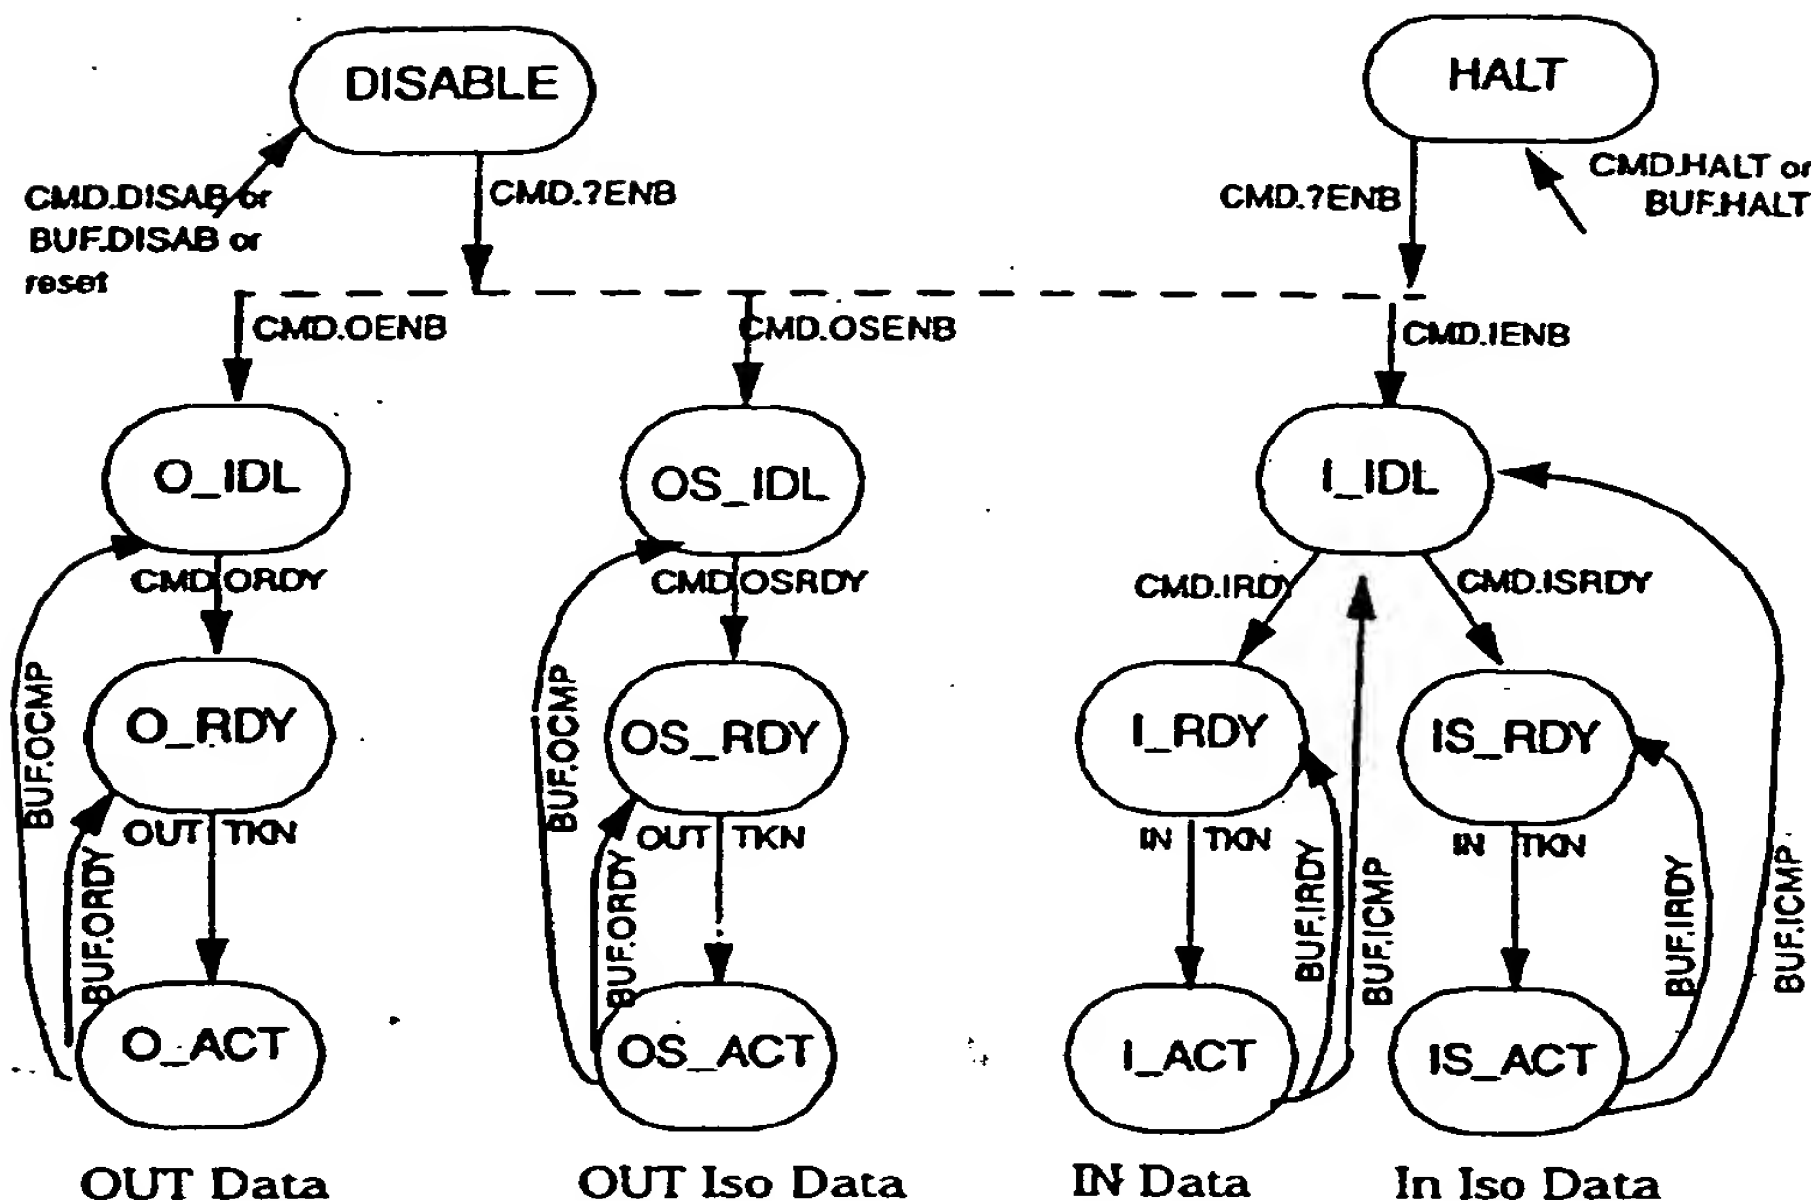 DISABLE
HALT
CMD.DISAB or
BUF.DISAB or
reset
CMD.?ENB
CMD.?ENB
CMD.HALT or
BUF.HALT
CMD.OENB
CMD.OSENB
CMD.IENB
O_IDL
OS_IDL
I_IDL
CMD.ORDY
CMD.OSRDY
CMD.IRDY
CMD.ISRDY
O_RDY
OS_RDY
I_RDY
IS_RDY
BUF.OCMP
BUF.ORDY
OUT TKN
BUF.OCMP
BUF.ORDY
OUT TKN
IN TKN
BUF.IRDY
BUF.ICMP
IN TKN
BUF.IRDY
BUF.ICMP
O_ACT
OS_ACT
I_ACT
IS_ACT
OUT Data
OUT Iso Data
IN Data
In Iso Data